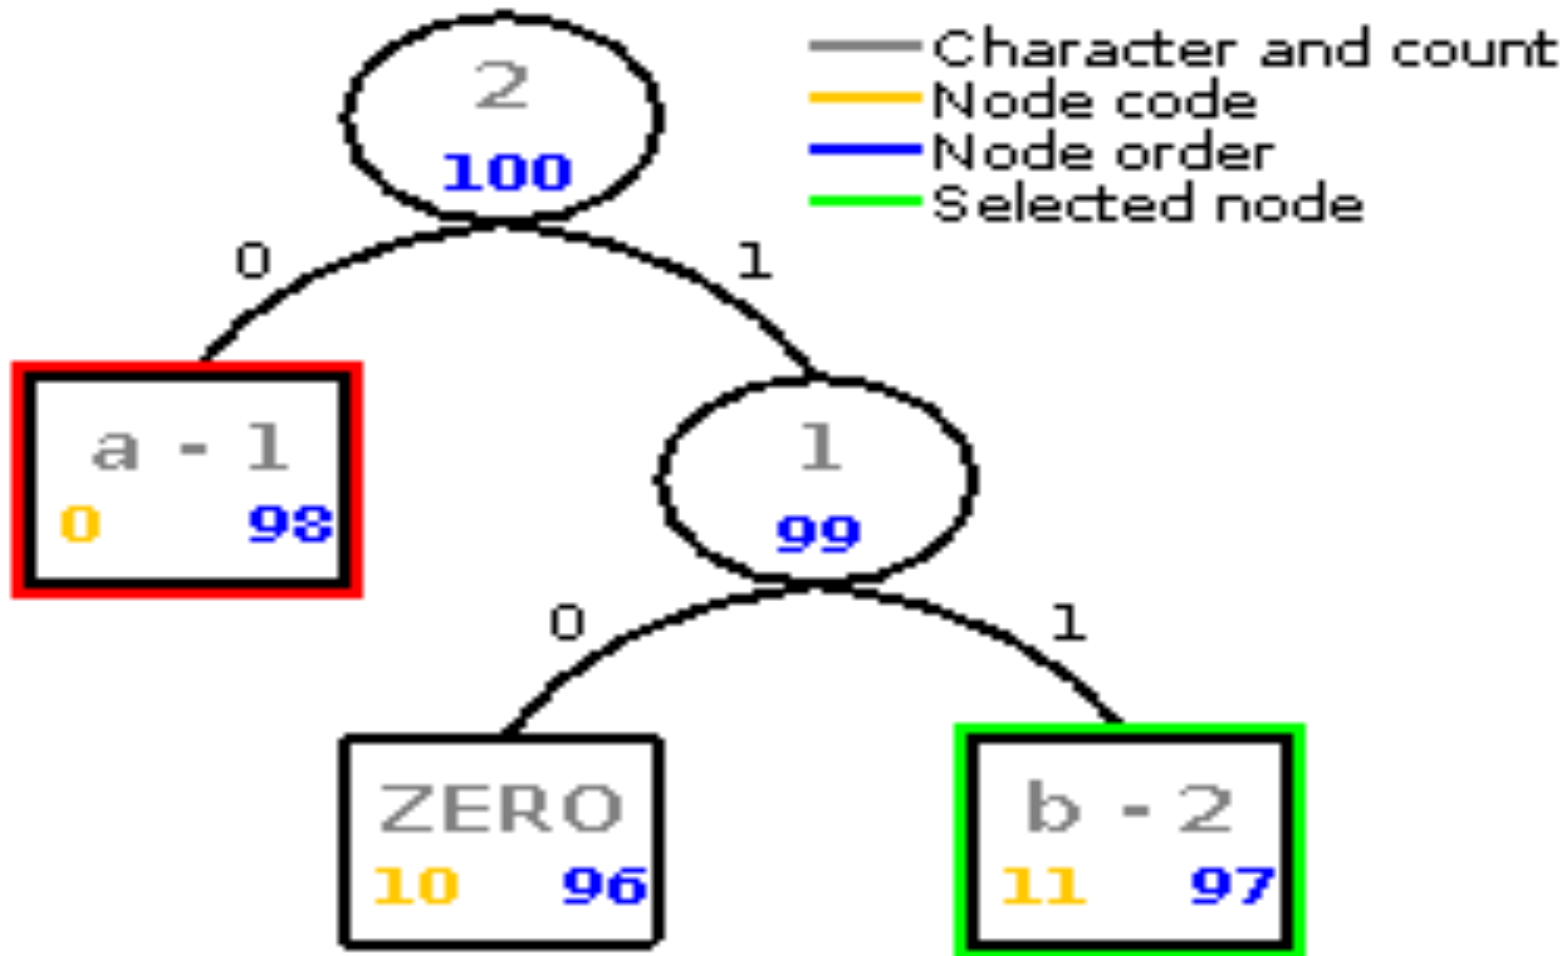 2
100
Character and count
Node code
Node order
Selected node
0
1
a - 1
0 98
1
99
0
1
ZERO
10 96
b - 2
11 97